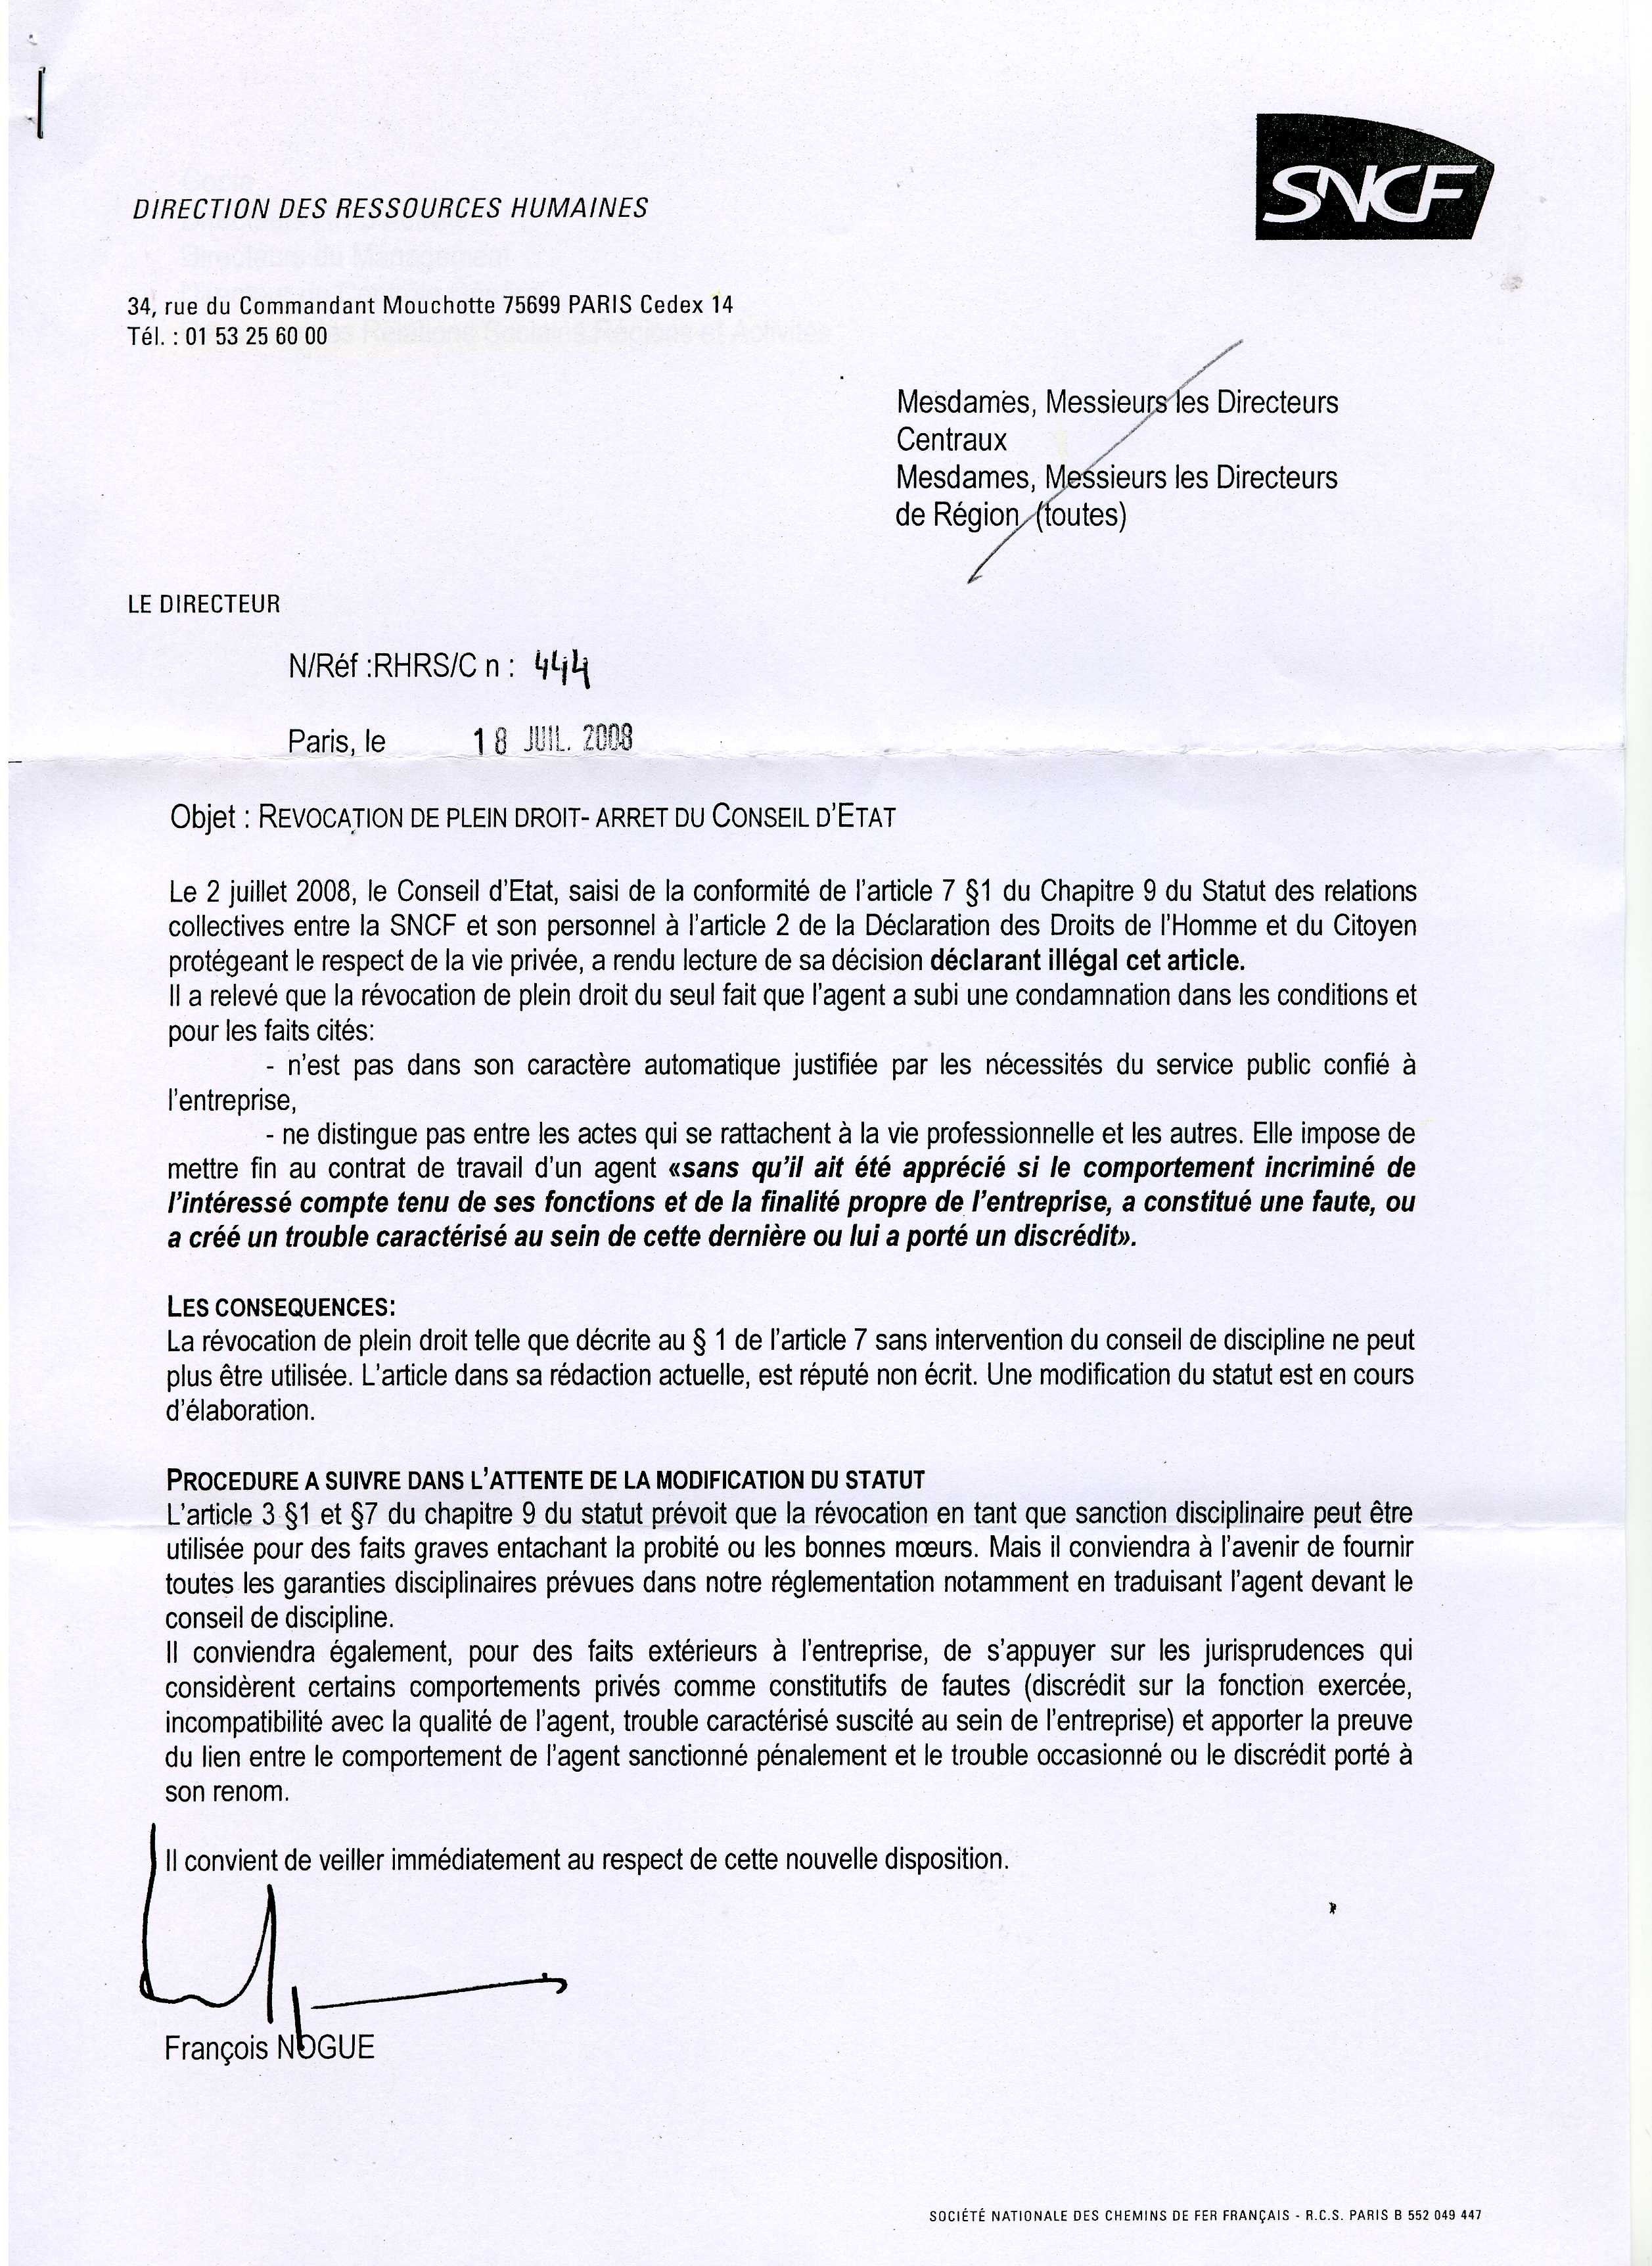 SNCF
DIRECTION DES RESSOURCES HUMAINES
34, rue du Commandant Mouchotte 75699 PARIS Cedex 14
Tél. : 01 53 25 60 00
Mesdames, Messieurs les Directeurs
Centraux
Mesdames, Messieurs les Directeurs
de Région (toutes)
LE DIRECTEUR
N/Réf :RHRS/C n : 444
Paris, le 18 JUIL. 2008
Objet : REVOCATION DE PLEIN DROIT- ARRET DU CONSEIL D'ETAT
Le 2 juillet 2008, le Conseil d'Etat, saisi de la conformité de l'article 7 §1 du Chapitre 9 du Statut des relations
collectives entre la SNCF et son personnel à l'article 2 de la Déclaration des Droits de l'Homme et du Citoyen
protégeant le respect de la vie privée, a rendu lecture de sa décision déclarant illégal cet article.
Il a relevé que la révocation de plein droit du seul fait que l'agent a subi une condamnation dans les conditions et
pour les faits cités:
- n'est pas dans son caractère automatique justifiée par les nécessités du service public confié à
l'entreprise,
- ne distingue pas entre les actes qui se rattachent à la vie professionnelle et les autres. Elle impose de
mettre fin au contrat de travail d'un agent «sans qu'il ait été apprécié si le comportement incriminé de
l'intéressé compte tenu de ses fonctions et de la finalité propre de l'entreprise, a constitué une faute, ou
a créé un trouble caractérisé au sein de cette dernière ou lui a porté un discrédit».
LES CONSEQUENCES:
La révocation de plein droit telle que décrite au § 1 de l'article 7 sans intervention du conseil de discipline ne peut
plus être utilisée. L'article dans sa rédaction actuelle, est réputé non écrit. Une modification du statut est en cours
d'élaboration.
PROCEDURE A SUIVRE DANS L'ATTENTE DE LA MODIFICATION DU STATUT
L'article 3 §1 et §7 du chapitre 9 du statut prévoit que la révocation en tant que sanction disciplinaire peut être
utilisée pour des faits graves entachant la probité ou les bonnes mœurs. Mais il conviendra à l'avenir de fournir
toutes les garanties disciplinaires prévues dans notre réglementation notamment en traduisant l'agent devant le
conseil de discipline.
Il conviendra également, pour des faits extérieurs à l'entreprise, de s'appuyer sur les jurisprudences qui
considèrent certains comportements privés comme constitutifs de fautes (discrédit sur la fonction exercée,
incompatibilité avec la qualité de l'agent, trouble caractérisé suscité au sein de l'entreprise) et apporter la preuve
du lien entre le comportement de l'agent sanctionné pénalement et le trouble occasionné ou le discrédit porté à
son renom.
Il convient de veiller immédiatement au respect de cette nouvelle disposition.
François NOGUE
SOCIÉTÉ NATIONALE DES CHEMINS DE FER FRANÇAIS - R.C.S. PARIS B 552 049 447